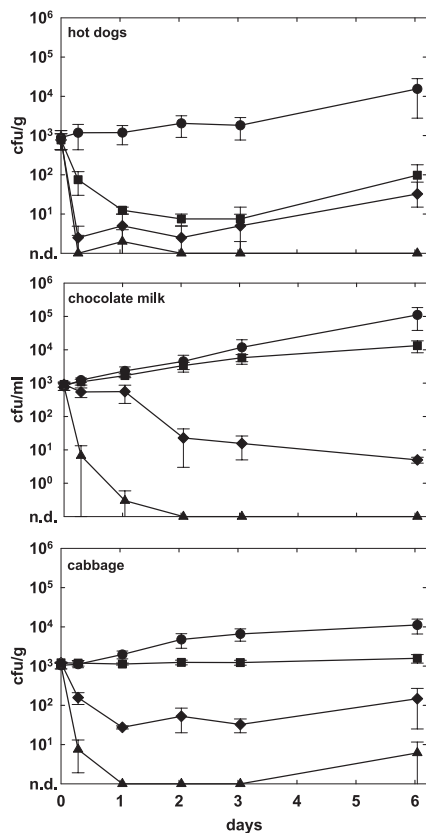 hot dogs
10⁶
10⁵
10⁴
10³
10²
10¹
n.d.
cfu/g
chocolate milk
10⁶
10⁵
10⁴
10³
10²
10¹
10⁰
n.d.
cfu/ml
cabbage
10⁶
10⁵
10⁴
10³
10²
10¹
n.d.
cfu/g
0 1 2 3 4 5 6
days